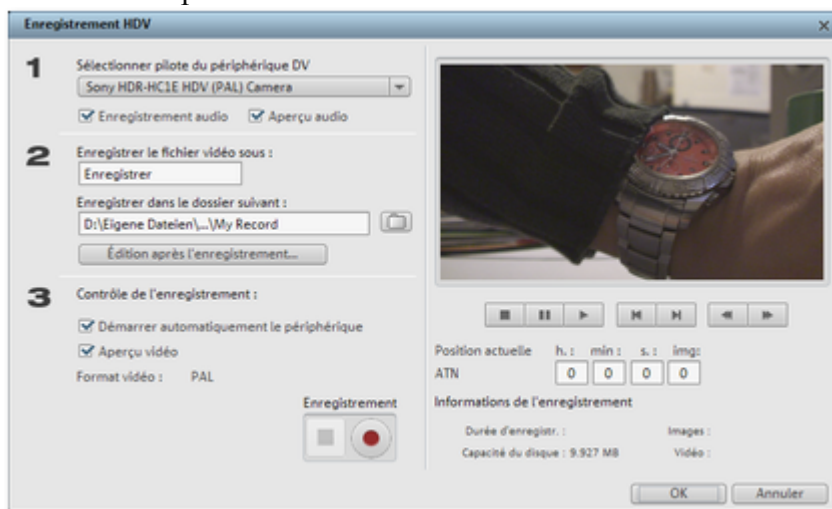 Enregistrement HDV
1
Sélectionner pilote du périphérique DV
Sony HDR-HC1E HDV (PAL) Camera
Enregistrement audio Aperçu audio
2
Enregistrer le fichier vidéo sous :
Enregistrer
Enregistrer dans le dossier suivant :
D:\Eigene Dateien\...\My Record
Édition après l'enregistrement...
3
Contrôle de l'enregistrement :
Démarrer automatiquement le périphérique
Aperçu vidéo
Format vidéo : PAL
Enregistrement
Position actuelle h. : min : s. : img:
ATN 0 0 0 0
Informations de l'enregistrement
Durée d'enregistr. : Images :
Capacité du disque : 9.927 MB Vidéo :
OK Annuler